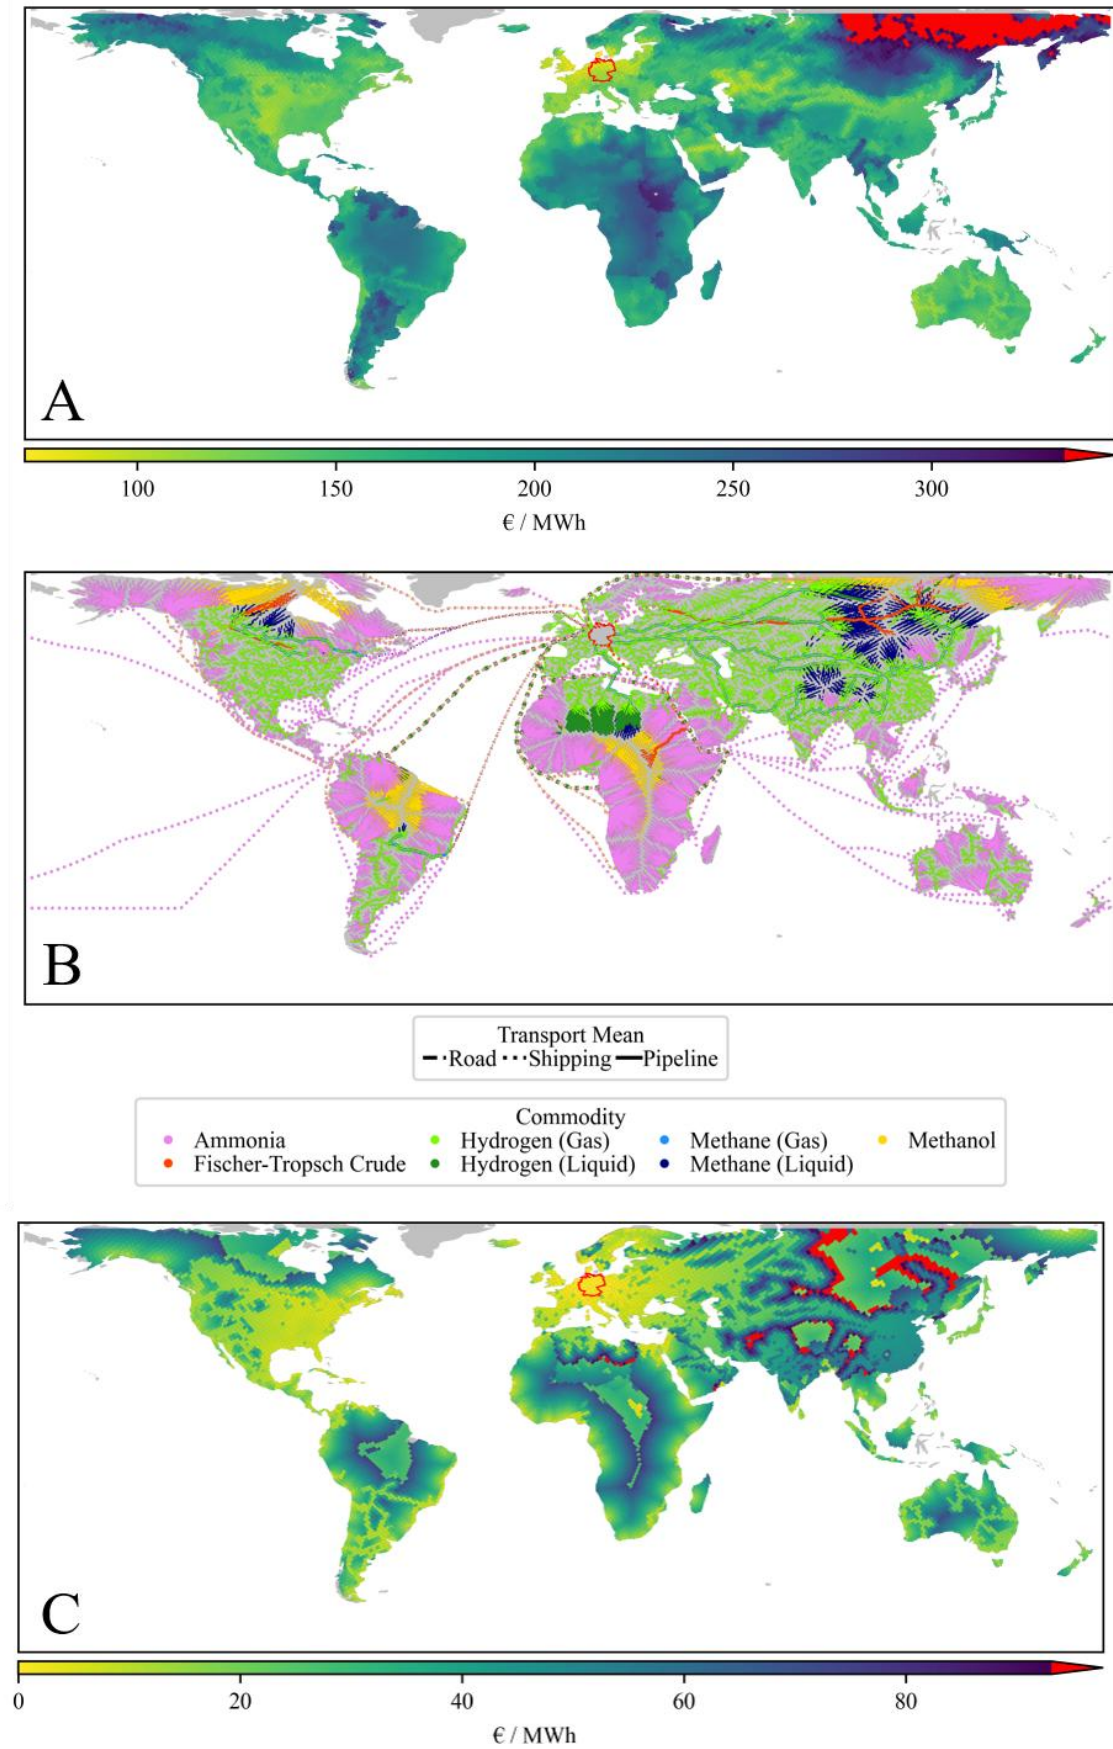 A
100 150 200 250 300
€ / MWh
B
Transport Mean
Road Shipping Pipeline
Commodity
Ammonia Hydrogen (Gas) Methane (Gas) Methanol
Fischer-Tropsch Crude Hydrogen (Liquid) Methane (Liquid)
C
0 20 40 60 80
€ / MWh